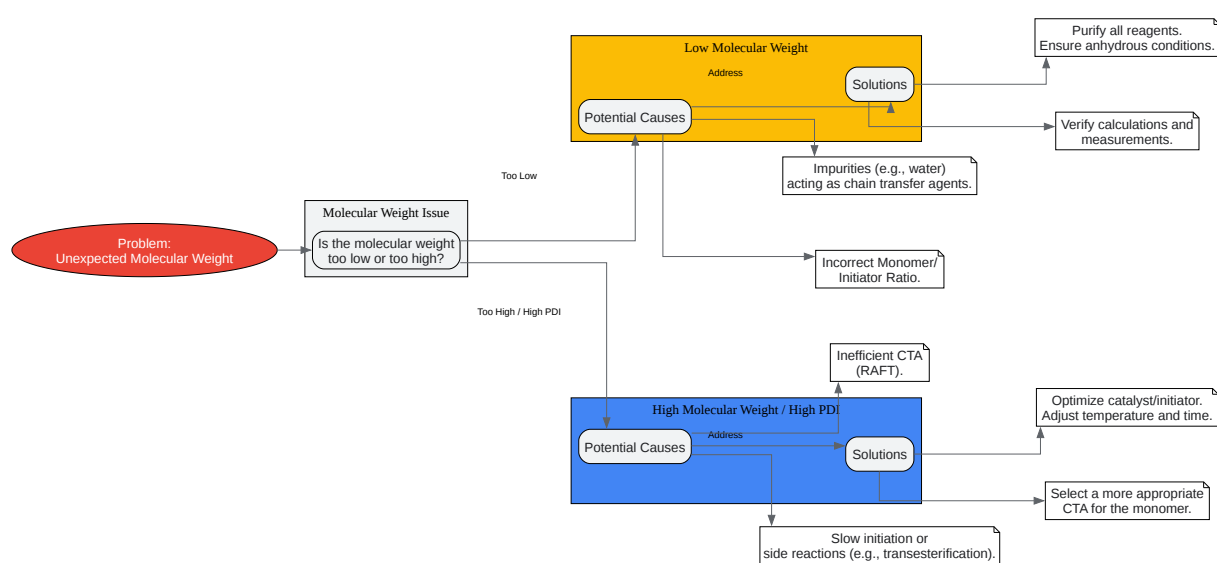 Problem:
Unexpected Molecular Weight
Molecular Weight Issue
Is the molecular weight
too low or too high?
Too Low
Too High / High PDI
Low Molecular Weight
Address
Potential Causes
Solutions
Purify all reagents.
Ensure anhydrous conditions.
Verify calculations and
measurements.
Impurities (e.g., water)
acting as chain transfer agents.
Incorrect Monomer/
Initiator Ratio.
Inefficient CTA
(RAFT).
High Molecular Weight / High PDI
Address
Potential Causes
Solutions
Optimize catalyst/initiator.
Adjust temperature and time.
Select a more appropriate
CTA for the monomer.
Slow initiation or
side reactions (e.g., transesterification).